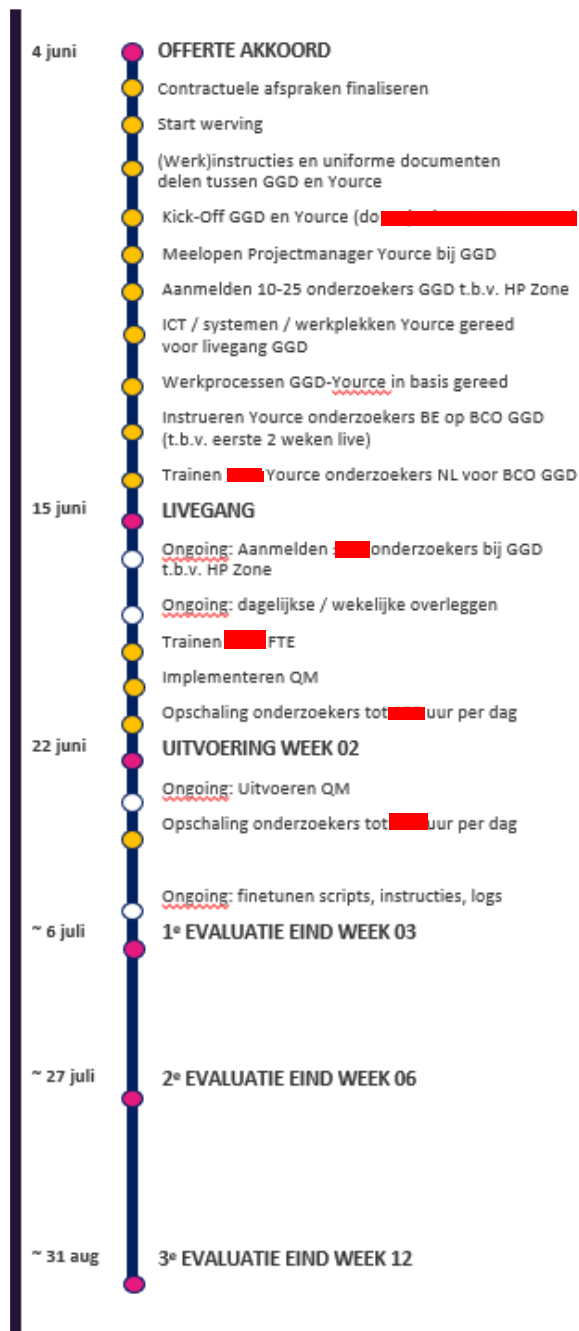 4 juni
OFFERTE AKKOORD
Contractuele afspraken finaliseren
Start werving
(Werk)instructies en uniforme documenten
delen tussen GGD en Yource
Kick-Off GGD en Yource (do
Meelopen Projectmanager Yource bij GGD
Aanmelden 10-25 onderzoekers GGD t.b.v. HP Zone
ICT / systemen / werkplekken Yource gereed
voor livegang GGD
Werkprocessen GGD-Yource in basis gereed
Instrueren Yource onderzoekers BE op BCO GGD
(t.b.v. eerste 2 weken live)
Trainen Yource onderzoekers NL voor BCO GGD
15 juni
LIVEGANG
Ongoing: Aanmelden onderzoekers bij GGD
t.b.v. HP Zone
Ongoing: dagelijkse / wekelijke overleggen
Trainen FTE
Implementeren QM
Opschaling onderzoekers tot uur per dag
22 juni
UITVOERING WEEK 02
Ongoing: Uitvoeren QM
Opschaling onderzoekers tot uur per dag
Ongoing: finetunen scripts, instructies, logs
~ 6 juli
1e EVALUATIE EIND WEEK 03
~ 27 juli
2e EVALUATIE EIND WEEK 06
~ 31 aug
3e EVALUATIE EIND WEEK 12